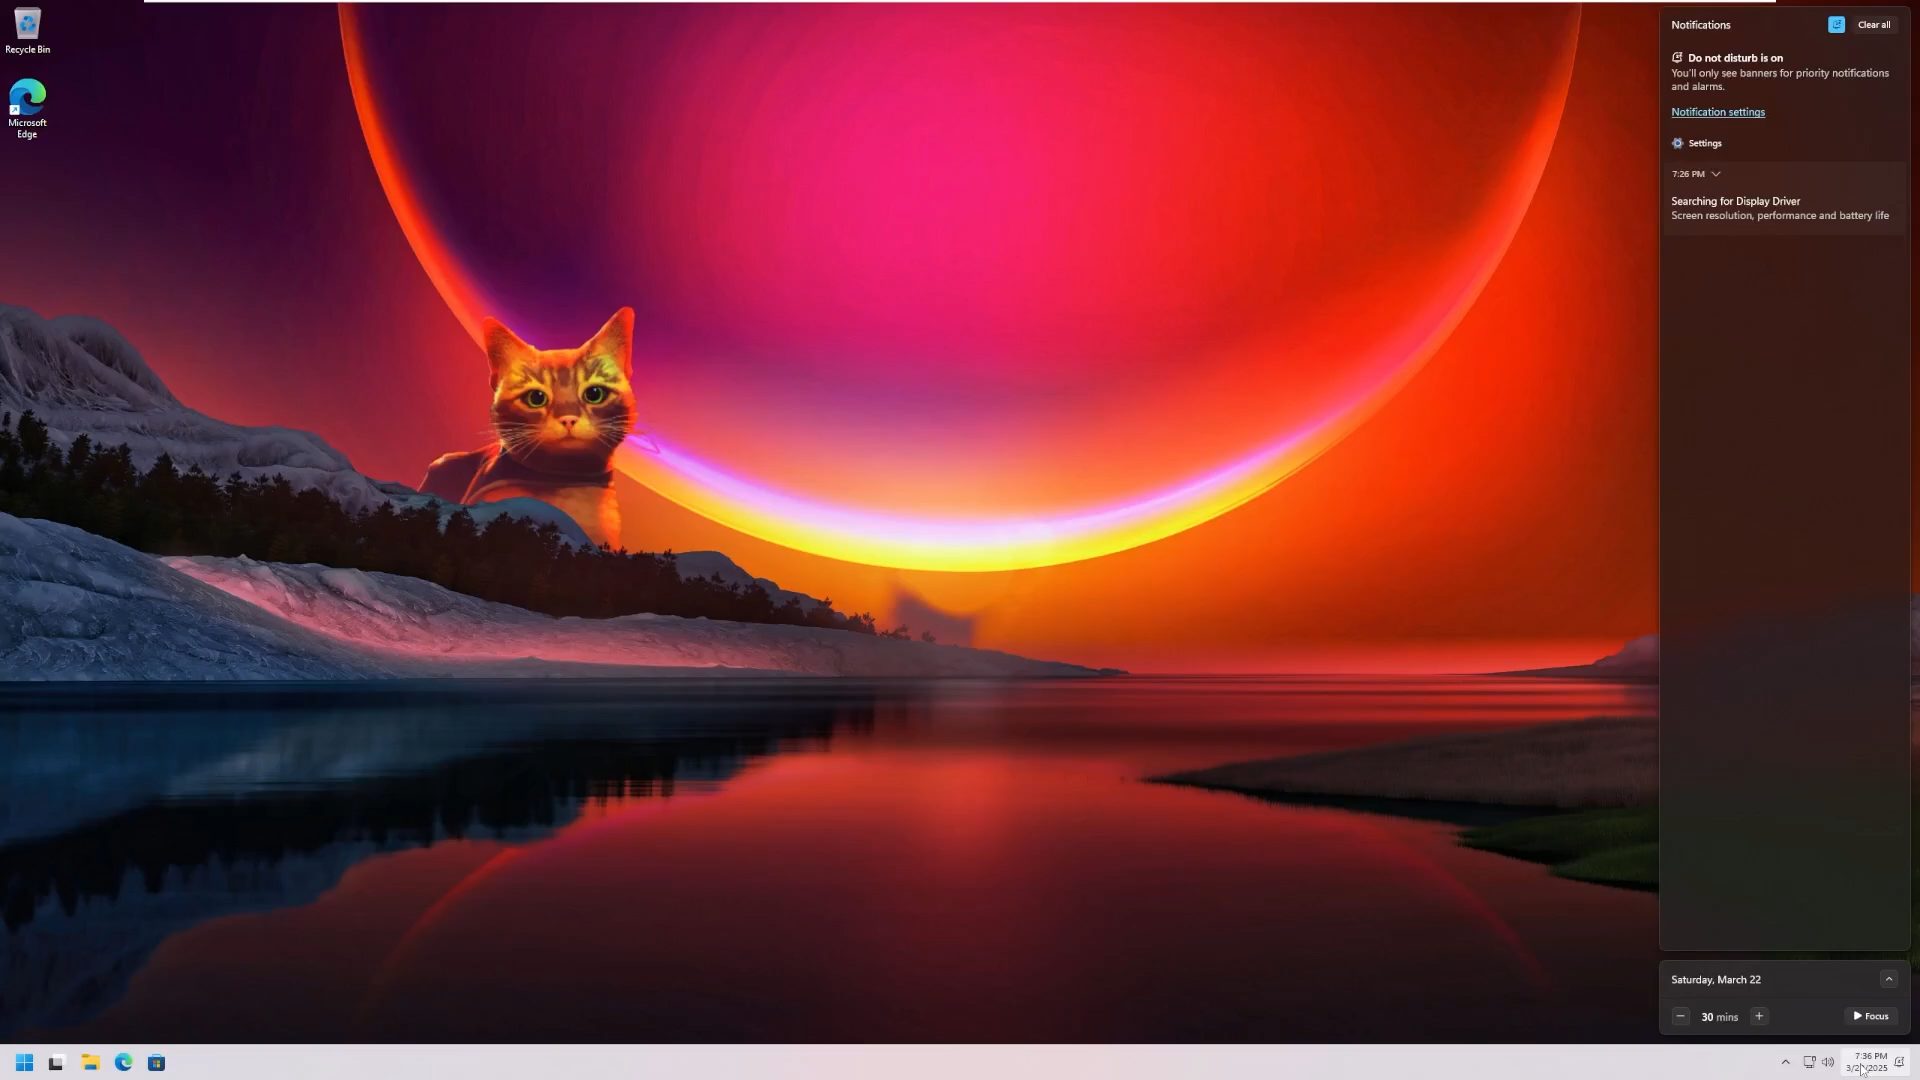 Recycle Bin
Microsoft
Edge
Notifications
Clear all
Do not disturb is on
You'll only see banners for priority notifications
and alarms.
Notification settings
Settings
7:26 PM
Searching for Display Driver
Screen resolution, performance and battery life
Saturday, March 22
30 mins
Focus
7:36 PM